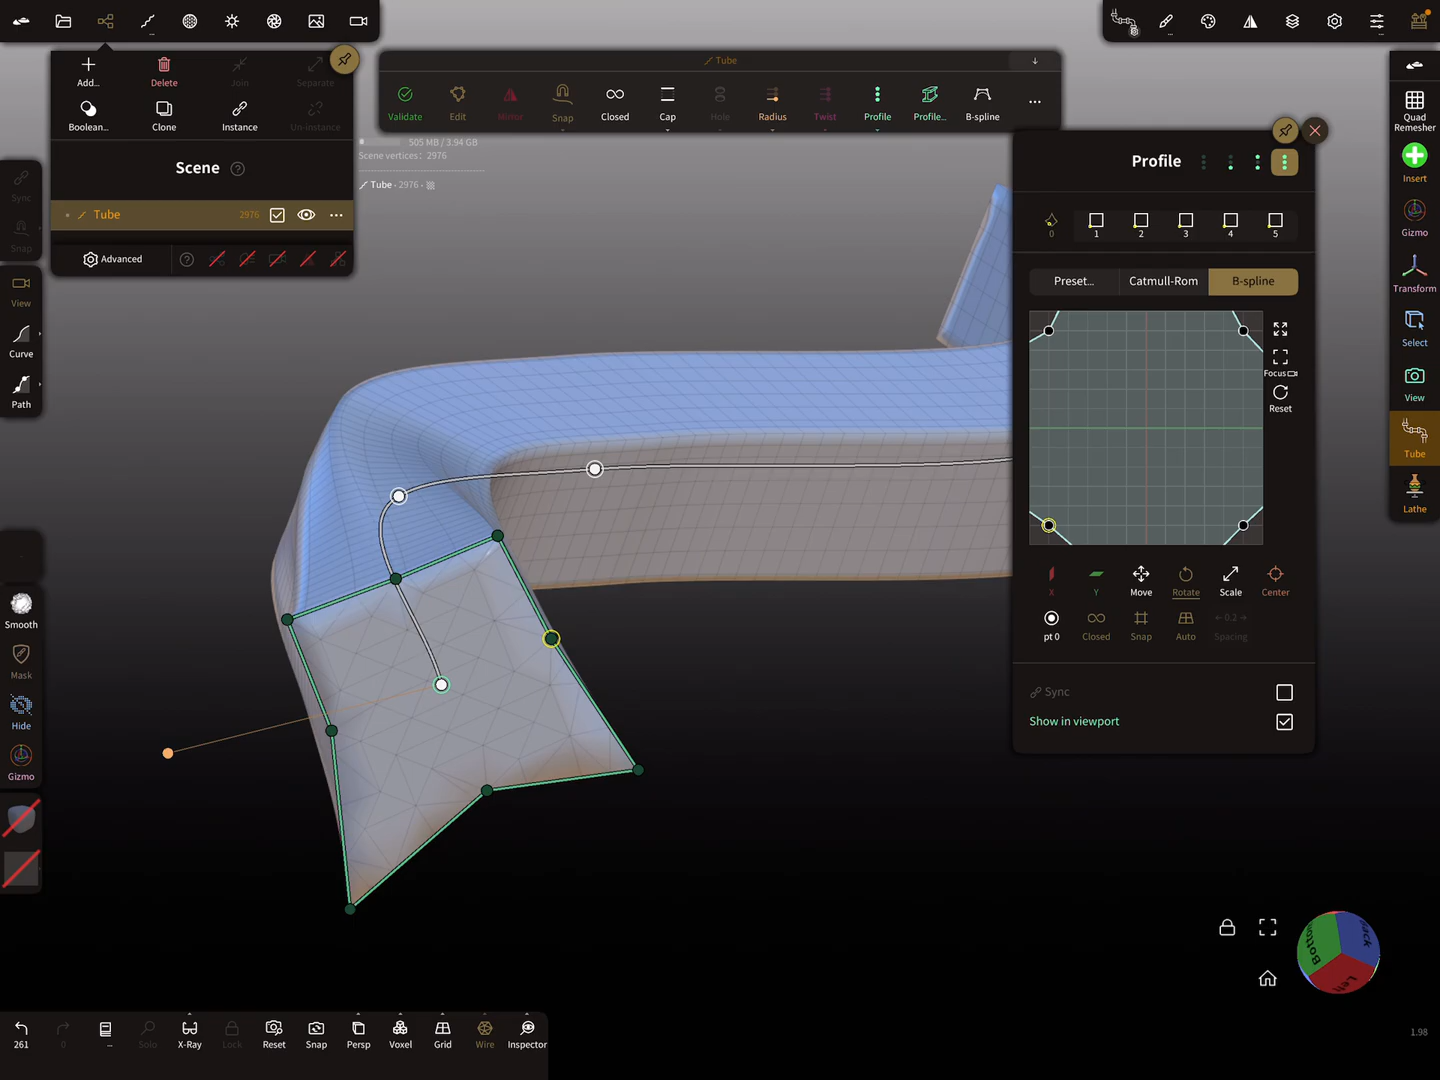 Add...
Delete
Join
Separate
Boolean...
Clone
Instance
Un-instance
Scene
Tube
2976
Advanced
Tube
Validate
Edit
Mirror
Snap
Closed
Cap
Hole
Radius
Twist
Profile
Profile...
B-spline
505 MB / 3.94 GB
Scene vertices: 2976
Tube - 2976 -
Sync
Snap
View
Curve
Path
Smooth
Mask
Hide
Gizmo
Profile
0
1
2
3
4
5
Preset...
Catmull-Rom
B-spline
Focus
Reset
X
Y
Move
Rotate
Scale
Center
pt 0
Closed
Snap
Auto
← 0.2 →
Spacing
Sync
Show in viewport
Quad
Remesher
Insert
Gizmo
Transform
Select
View
Tube
Lathe
Bottom
Back
Left
261
0
...
Solo
X-Ray
Lock
Reset
Snap
Persp
Voxel
Grid
Wire
Inspector
1.98